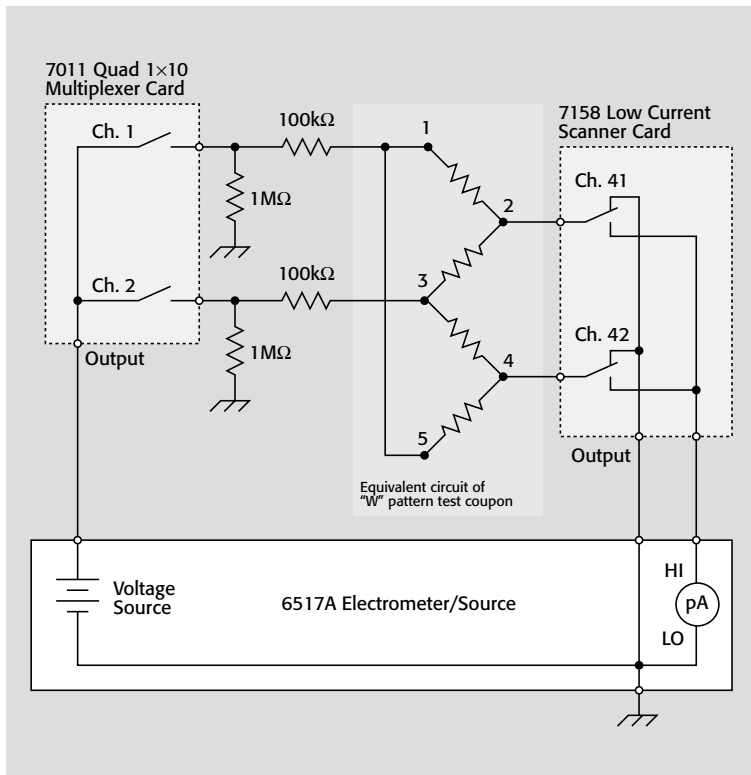 7011 Quad 1×10
Multiplexer Card
Ch. 1
100kΩ
1MΩ
Ch. 2
100kΩ
1MΩ
Output
1
2
3
4
5
Equivalent circuit of
“W” pattern test coupon
7158 Low Current
Scanner Card
Ch. 41
Ch. 42
Output
Voltage
Source
6517A Electrometer/Source
HI
pA
LO